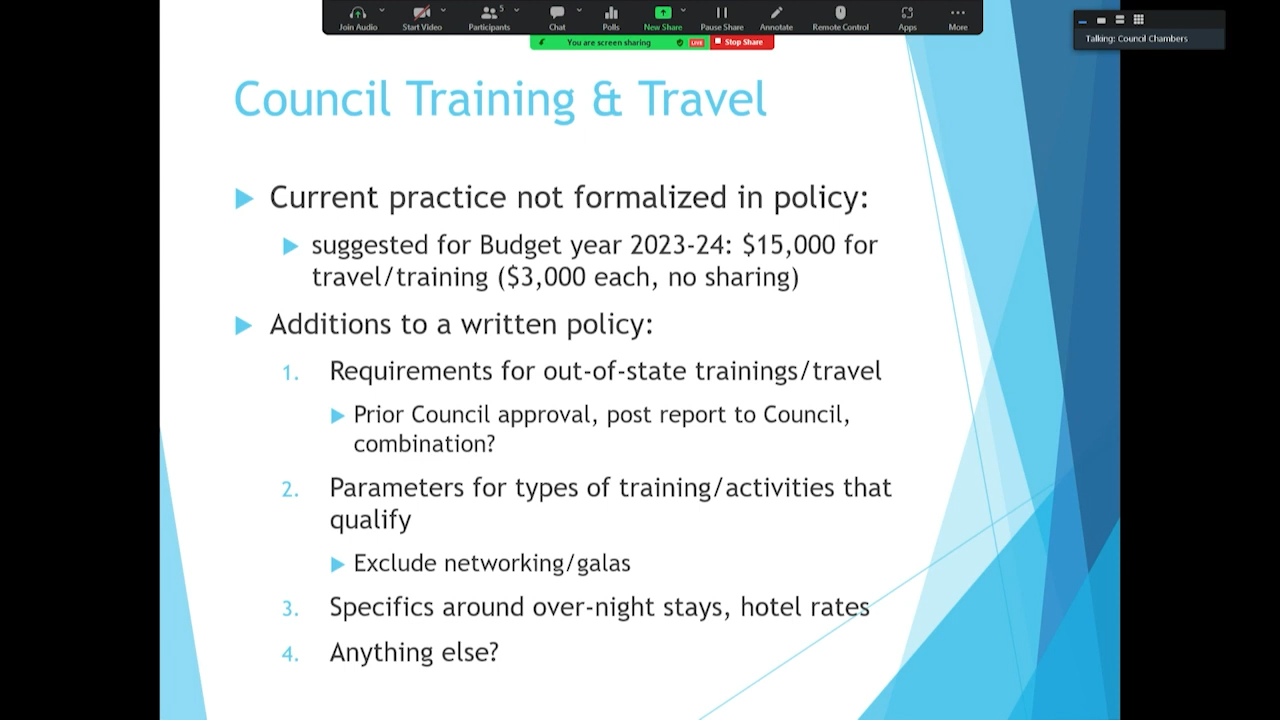 5
Join Audio
Start Video
Participants
Chat
Polls
New Share
Pause Share
Annotate
Remote Control
Apps
More
You are screen sharing
LIVE
Stop Share
Talking: Council Chambers
Council Training & Travel
Current practice not formalized in policy:
suggested for Budget year 2023-24: $15,000 for
travel/training ($3,000 each, no sharing)
Additions to a written policy:
1. Requirements for out-of-state trainings/travel
Prior Council approval, post report to Council,
combination?
2. Parameters for types of training/activities that
qualify
Exclude networking/galas
3. Specifics around over-night stays, hotel rates
4. Anything else?